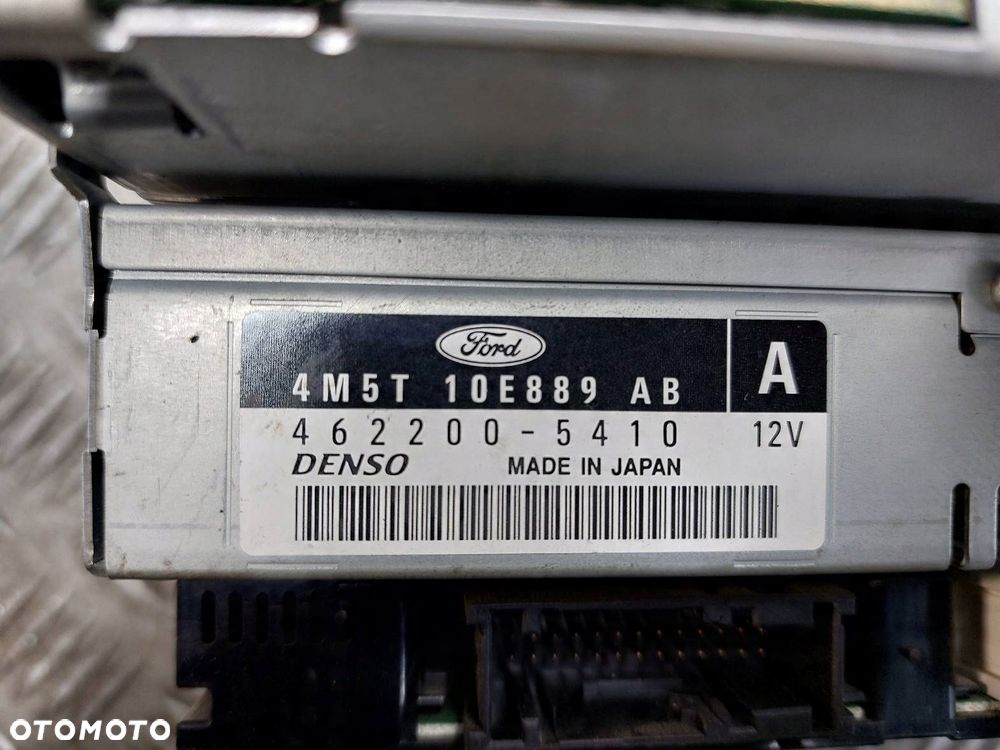 Ford
4M5T 10E889 AB
A
462200-5410
12V
DENSO
MADE IN JAPAN
OTOMOTO